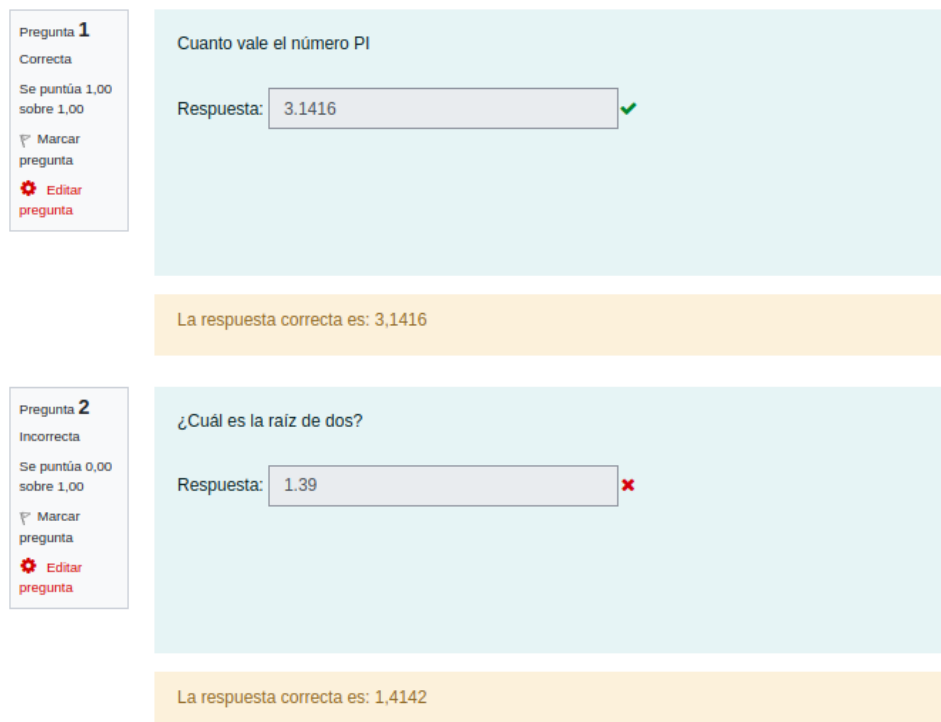 Pregunta 1
Correcta
Se puntúa 1,00
sobre 1,00
Marcar
pregunta
Editar
pregunta
Cuanto vale el número PI
Respuesta: 3.1416
La respuesta correcta es: 3,1416
Pregunta 2
Incorrecta
Se puntúa 0,00
sobre 1,00
Marcar
pregunta
Editar
pregunta
¿Cuál es la raíz de dos?
Respuesta: 1.39
La respuesta correcta es: 1,4142